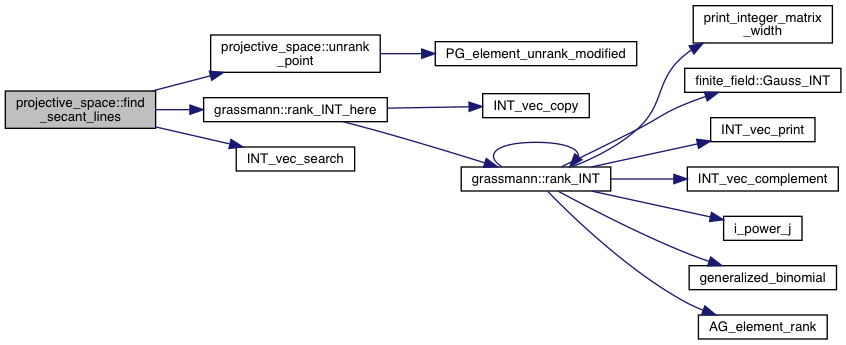 projective_space::find
_secant_lines
projective_space::unrank
_point
PG_element_unrank_modified
grassmann::rank_INT_here
INT_vec_copy
INT_vec_search
grassmann::rank_INT
print_integer_matrix
_width
finite_field::Gauss_INT
INT_vec_print
INT_vec_complement
i_power_j
generalized_binomial
AG_element_rank